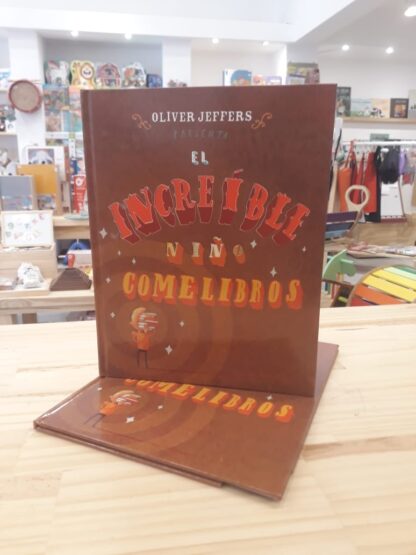 OLIVER JEFFERS
PRESENTA
EL
INCREÍBLE
NIÑO
COMELIBROS
COMELIBROS